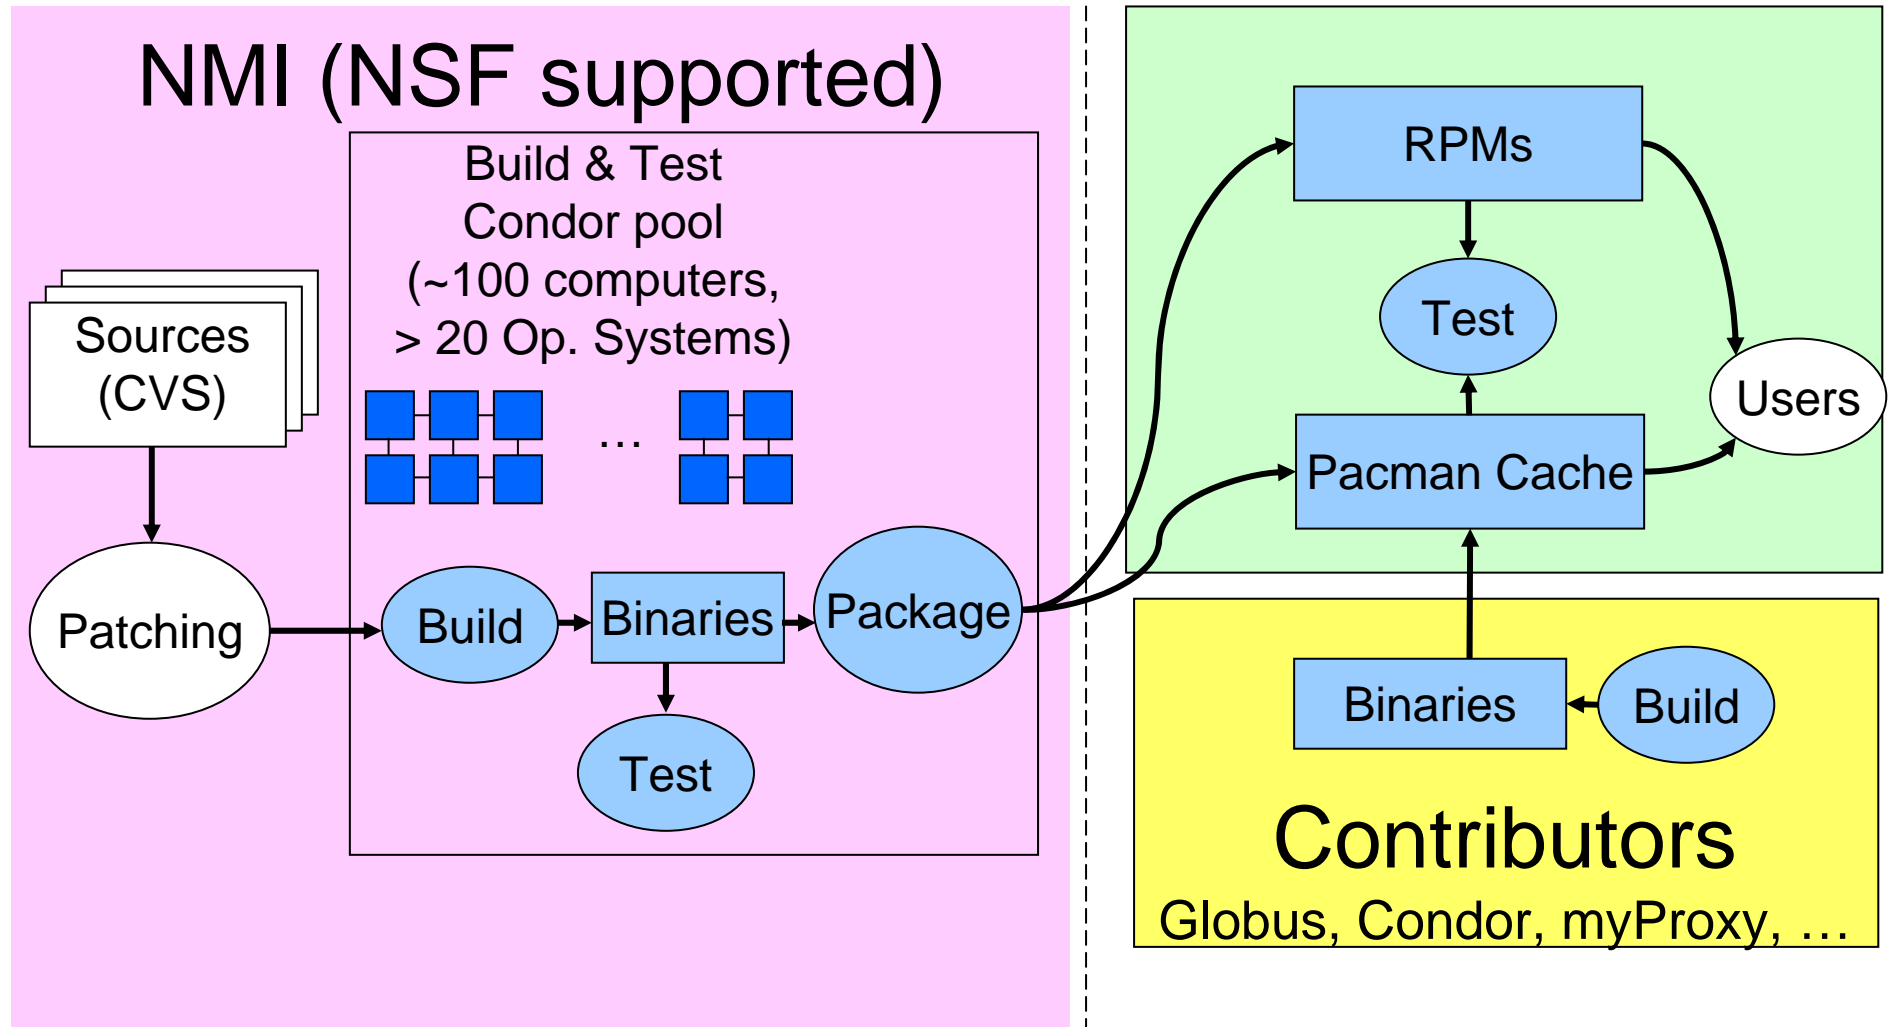 NMI (NSF supported)
Build & Test
Condor pool
(~100 computers,
> 20 Op. Systems)
Sources
(CVS)
…
Patching
Build
Binaries
Package
Test
RPMs
Test
Users
Pacman Cache
Binaries
Build
Contributors
Globus, Condor, myProxy, …